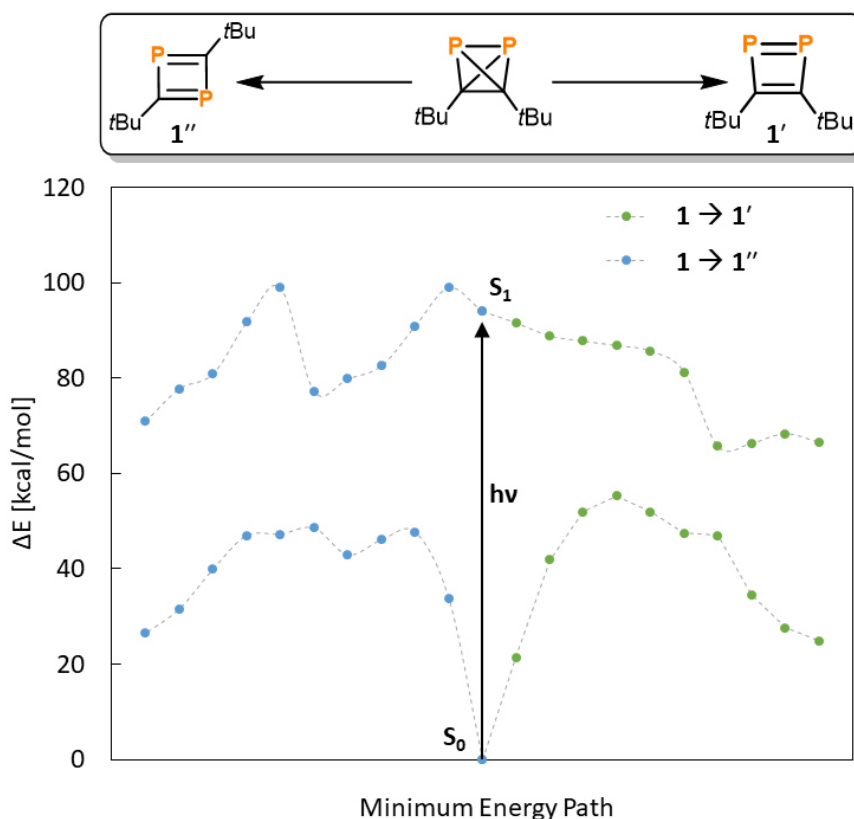 tBu
P
P
tBu
1″
P P
tBu tBu
P P
tBu tBu
1′
120
100
80
60
40
20
0
ΔE [kcal/mol]
1 → 1′
1 → 1″
S₁
hν
S₀
Minimum Energy Path